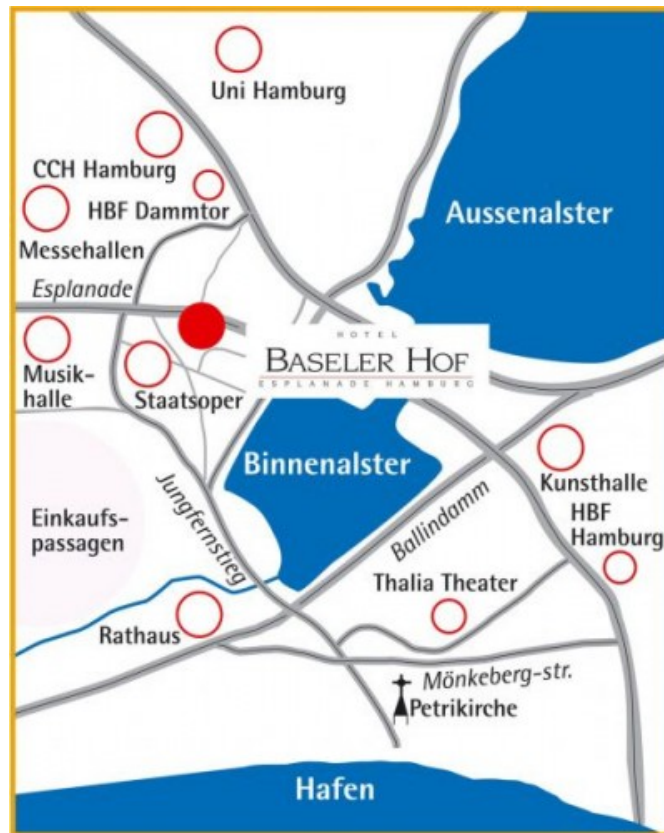 Uni Hamburg
CCH Hamburg
HBF Dammtor
Messehallen
Aussenalster
Esplanade
HOTEL
BASELER HOF
ESPLANADE HAMBURG
Musik-
halle
Staatsoper
Binnenalster
Kunsthalle
HBF
Hamburg
Einkaufs-
passagen
Jungfernstieg
Ballindamm
Thalia Theater
Rathaus
Mönkeberg-str.
Petrikirche
Hafen